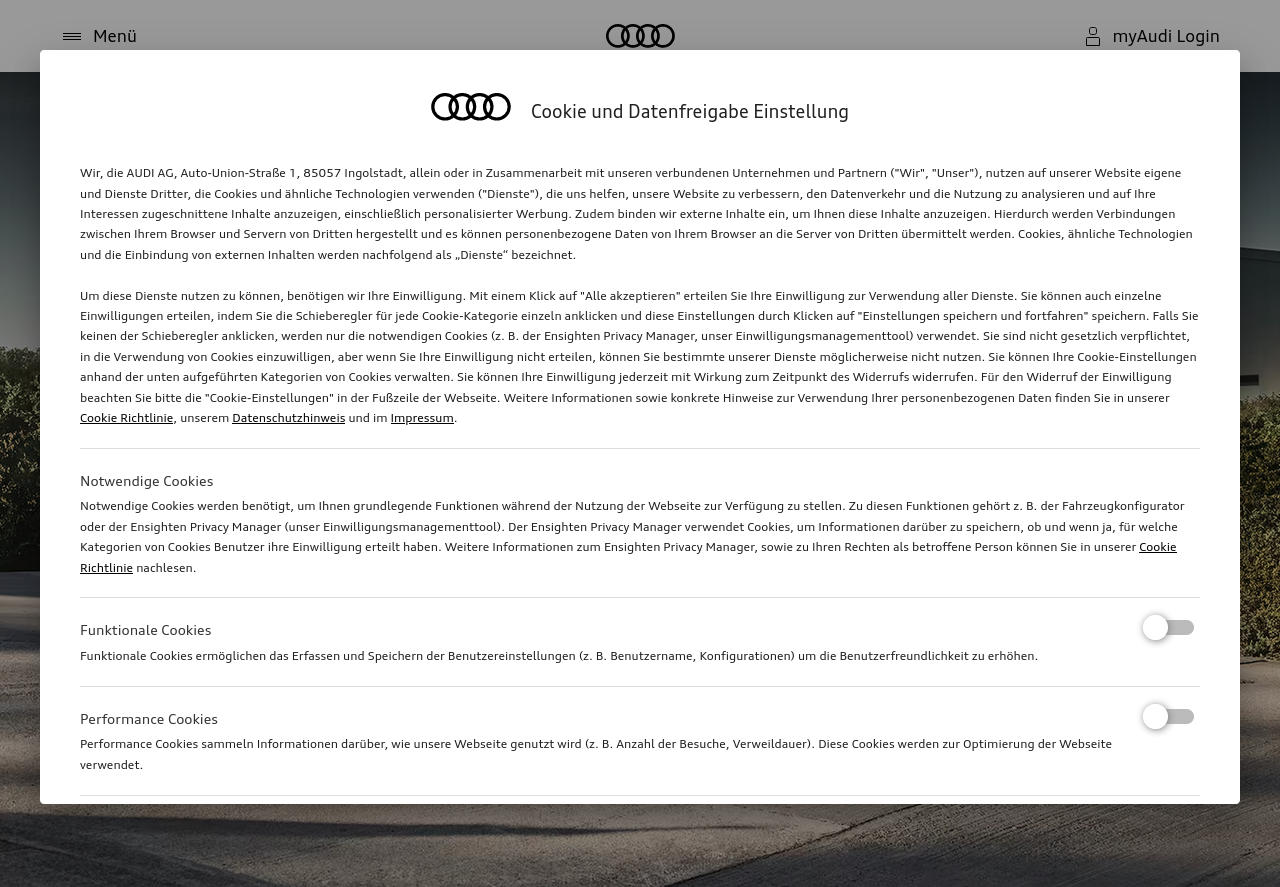 Menü
myAudi Login
Cookie und Datenfreigabe Einstellung
Wir, die AUDI AG, Auto-Union-Straße 1, 85057 Ingolstadt, allein oder in Zusammenarbeit mit unseren verbundenen Unternehmen und Partnern ("Wir", "Unser"), nutzen auf unserer Website eigene
und Dienste Dritter, die Cookies und ähnliche Technologien verwenden ("Dienste"), die uns helfen, unsere Website zu verbessern, den Datenverkehr und die Nutzung zu analysieren und auf Ihre
Interessen zugeschnittene Inhalte anzuzeigen, einschließlich personalisierter Werbung. Zudem binden wir externe Inhalte ein, um Ihnen diese Inhalte anzuzeigen. Hierdurch werden Verbindungen
zwischen Ihrem Browser und Servern von Dritten hergestellt und es können personenbezogene Daten von Ihrem Browser an die Server von Dritten übermittelt werden. Cookies, ähnliche Technologien
und die Einbindung von externen Inhalten werden nachfolgend als „Dienste“ bezeichnet.
Um diese Dienste nutzen zu können, benötigen wir Ihre Einwilligung. Mit einem Klick auf "Alle akzeptieren" erteilen Sie Ihre Einwilligung zur Verwendung aller Dienste. Sie können auch einzelne
Einwilligungen erteilen, indem Sie die Schieberegler für jede Cookie-Kategorie einzeln anklicken und diese Einstellungen durch Klicken auf "Einstellungen speichern und fortfahren" speichern. Falls Sie
keinen der Schieberegler anklicken, werden nur die notwendigen Cookies (z. B. der Ensighten Privacy Manager, unser Einwilligungsmanagementtool) verwendet. Sie sind nicht gesetzlich verpflichtet,
in die Verwendung von Cookies einzuwilligen, aber wenn Sie Ihre Einwilligung nicht erteilen, können Sie bestimmte unserer Dienste möglicherweise nicht nutzen. Sie können Ihre Cookie-Einstellungen
anhand der unten aufgeführten Kategorien von Cookies verwalten. Sie können Ihre Einwilligung jederzeit mit Wirkung zum Zeitpunkt des Widerrufs widerrufen. Für den Widerruf der Einwilligung
beachten Sie bitte die "Cookie-Einstellungen" in der Fußzeile der Webseite. Weitere Informationen sowie konkrete Hinweise zur Verwendung Ihrer personenbezogenen Daten finden Sie in unserer
Cookie Richtlinie, unserem Datenschutzhinweis und im Impressum.
Notwendige Cookies
Notwendige Cookies werden benötigt, um Ihnen grundlegende Funktionen während der Nutzung der Webseite zur Verfügung zu stellen. Zu diesen Funktionen gehört z. B. der Fahrzeugkonfigurator
oder der Ensighten Privacy Manager (unser Einwilligungsmanagementtool). Der Ensighten Privacy Manager verwendet Cookies, um Informationen darüber zu speichern, ob und wenn ja, für welche
Kategorien von Cookies Benutzer ihre Einwilligung erteilt haben. Weitere Informationen zum Ensighten Privacy Manager, sowie zu Ihren Rechten als betroffene Person können Sie in unserer Cookie
Richtlinie nachlesen.
Funktionale Cookies
Funktionale Cookies ermöglichen das Erfassen und Speichern der Benutzereinstellungen (z. B. Benutzername, Konfigurationen) um die Benutzerfreundlichkeit zu erhöhen.
Performance Cookies
Performance Cookies sammeln Informationen darüber, wie unsere Webseite genutzt wird (z. B. Anzahl der Besuche, Verweildauer). Diese Cookies werden zur Optimierung der Webseite
verwendet.